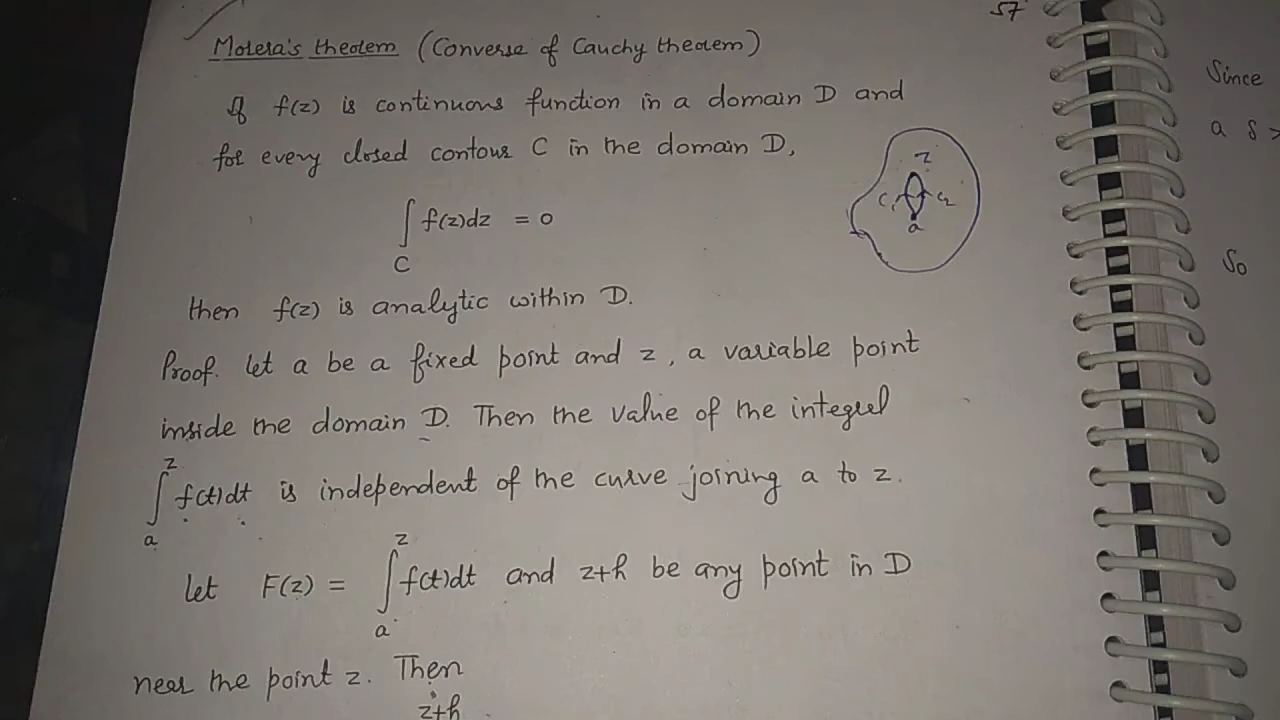 57
Morera's theorem (Converse of Cauchy theorem)
If f(z) is continuous function in a domain D and
for every closed contour C in the domain D,
∫ f(z)dz = 0
C
z
C₁ C₂
a
then f(z) is analytic within D.
Proof. let a be a fixed point and z, a variable point
inside the domain D. Then the value of the integral
z
∫ f(t)dt is independent of the curve joining a to z.
a
z
let F(z) = ∫ f(t)dt and z+h be any point in D
a
near the point z. Then
z+h
Since
a δ >
So